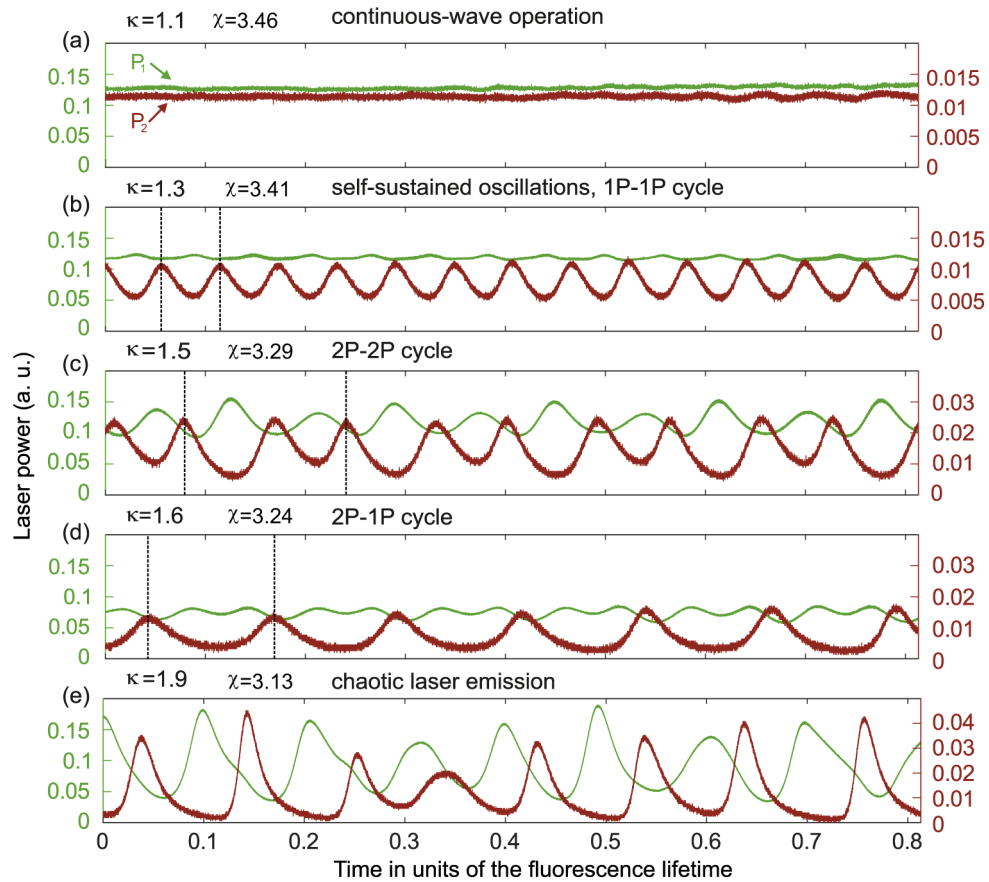 κ=1.1 χ=3.46 continuous-wave operation
(a)
P₁
P₂
0.15
0.1
0.05
0
0.015
0.01
0.005
0
κ=1.3 χ=3.41 self-sustained oscillations, 1P-1P cycle
(b)
0.15
0.1
0.05
0
0.015
0.01
0.005
0
κ=1.5 χ=3.29 2P-2P cycle
(c)
0.15
0.1
0.05
0
0.03
0.02
0.01
0
κ=1.6 χ=3.24 2P-1P cycle
(d)
0.15
0.1
0.05
0
0.03
0.02
0.01
0
κ=1.9 χ=3.13 chaotic laser emission
(e)
0.15
0.1
0.05
0
0.04
0.03
0.02
0.01
0
Laser power (a. u.)
0 0.1 0.2 0.3 0.4 0.5 0.6 0.7 0.8
Time in units of the fluorescence lifetime